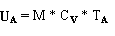 U_A = M * C_V * T_A